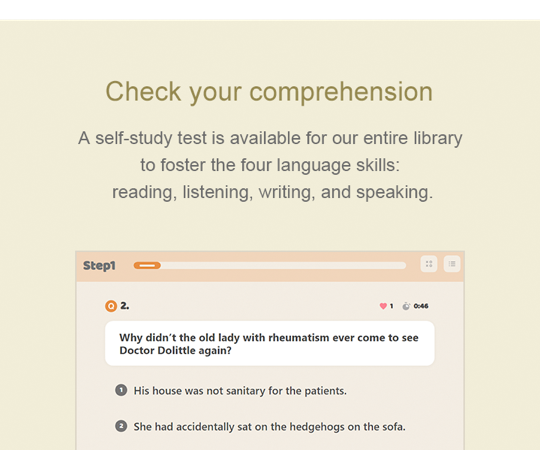 Check your comprehension
A self-study test is available for our entire library
to foster the four language skills:
reading, listening, writing, and speaking.
Step1
Q 2.
1 0:46
Why didn't the old lady with rheumatism ever come to see
Doctor Dolittle again?
1 His house was not sanitary for the patients.
2 She had accidentally sat on the hedgehogs on the sofa.